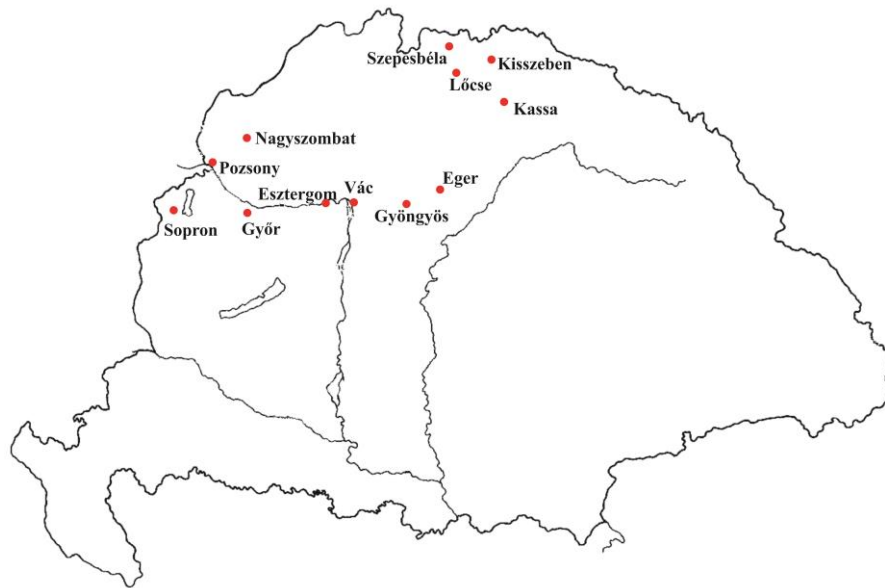 Szepesbéla
Kisszeben
Lőcse
Kassa
Nagyszombat
Pozsony
Esztergom
Vác
Eger
Gyöngyös
Sopron
Győr